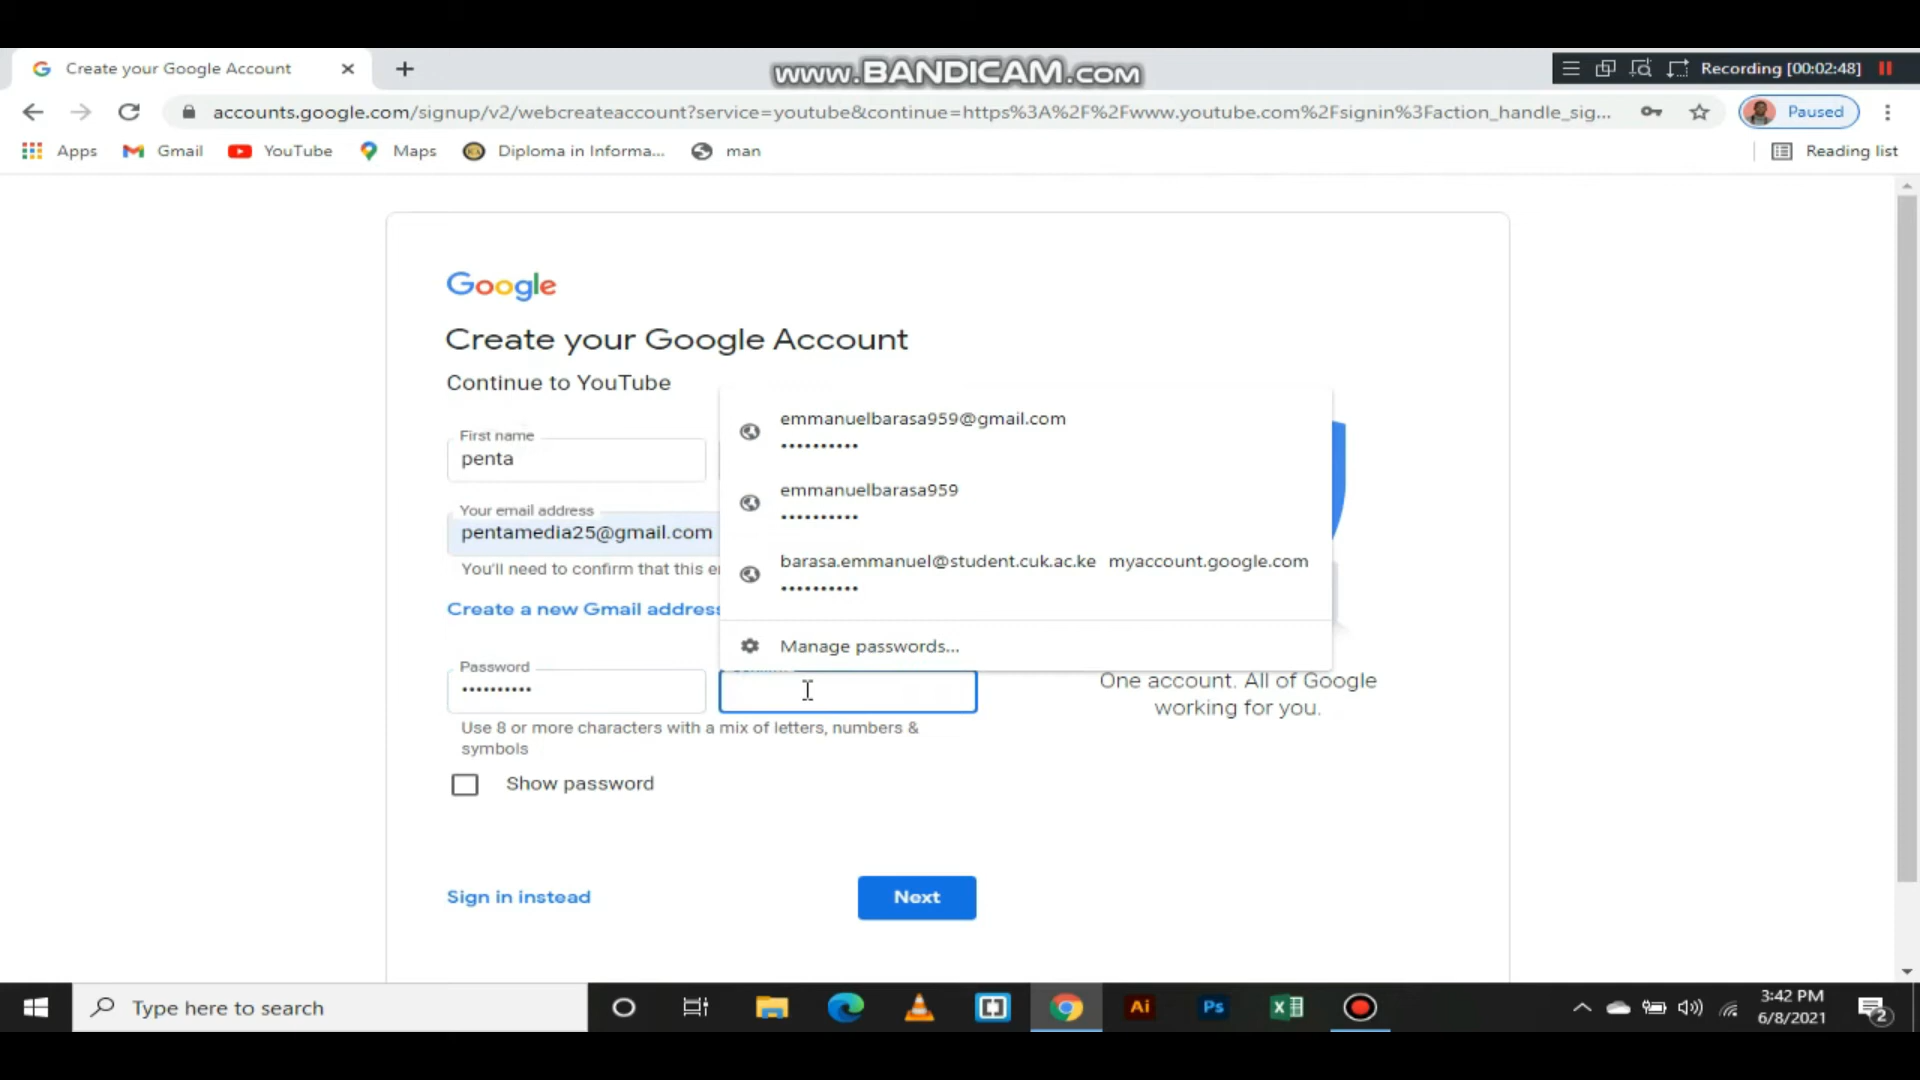 Create your Google Account
www.BANDICAM.com
Recording [00:02:48]
accounts.google.com/signup/v2/webcreateaccount?service=youtube&continue=https%3A%2F%2Fwww.youtube.com%2Fsignin%3Faction_handle_sig...
Paused
Apps
Gmail
YouTube
Maps
Diploma in Informa...
man
Reading list
Google
Create your Google Account
Continue to YouTube
First name
penta
Your email address
pentamedia25@gmail.com
You'll need to confirm that this e
Create a new Gmail address
emmanuelbarasa959@gmail.com
••••••••••
emmanuelbarasa959
••••••••••
barasa.emmanuel@student.cuk.ac.ke myaccount.google.com
••••••••••
Manage passwords...
Password
••••••••••
Use 8 or more characters with a mix of letters, numbers &
symbols
Show password
One account. All of Google
working for you.
Sign in instead
Next
Type here to search
Ai
Ps
3:42 PM
6/8/2021
2